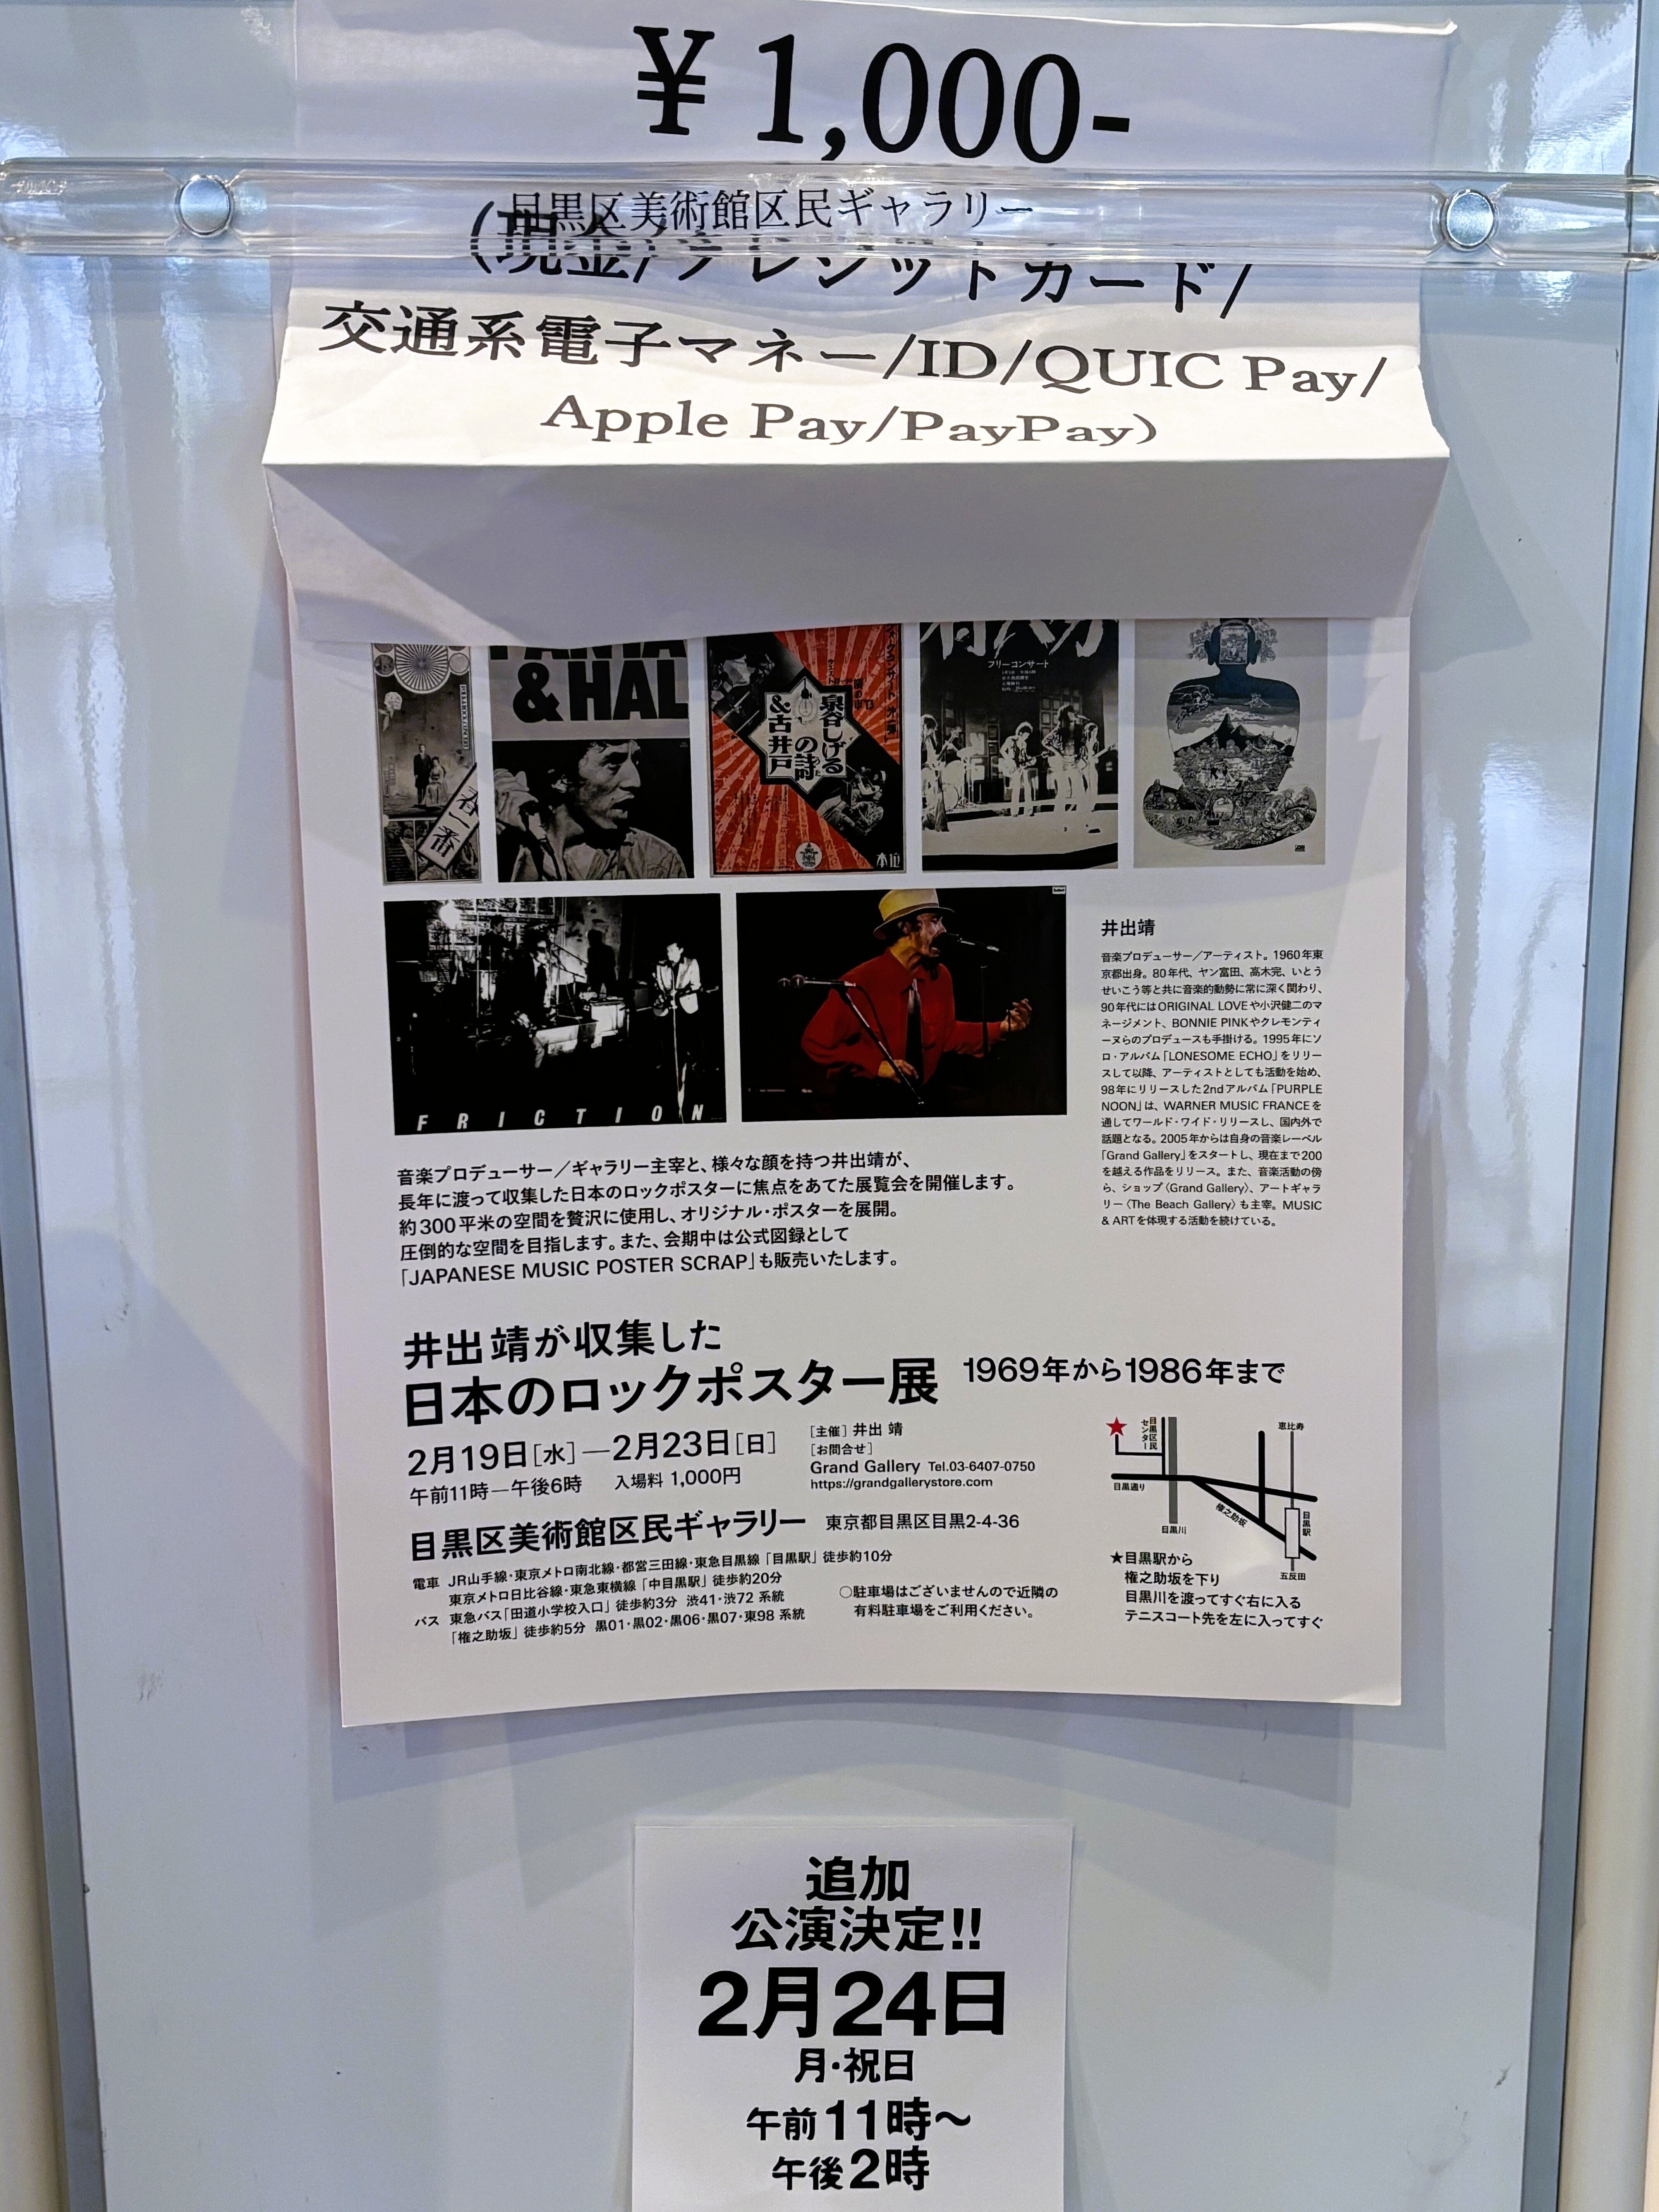 ¥1,000-
目黒区美術館区民ギャラリー
(現金/クレジットカード/
交通系電子マネー/ID/QUIC Pay/
Apple Pay/PayPay)
& HAL
春一番
泉谷しげる
の詩
&古井戸
フリーコンサート
FRICTION
井出靖
音楽プロデューサー/アーティスト。1960年東
京都出身。80年代、ヤン富田、高木完、いとう
せいこう等と共に音楽的動勢に常に深く関わり、
90年代にはORIGINAL LOVEや小沢健二のマ
ネージメント、BONNIE PINKやクレモンティ
ーヌらのプロデュースも手掛ける。1995年にソ
ロ・アルバム「LONESOME ECHO」をリリー
スして以降、アーティストとしても活動を始め、
98年にリリースした2ndアルバム「PURPLE
NOON」は、WARNER MUSIC FRANCEを
通してワールド・ワイド・リリースし、国内外で
話題となる。2005年からは自身の音楽レーベル
「Grand Gallery」をスタートし、現在まで200
を越える作品をリリース。また、音楽活動の傍
ら、ショップ〈Grand Gallery〉、アートギャラ
リー〈The Beach Gallery〉も主宰。MUSIC
& ARTを体現する活動を続けている。
音楽プロデューサー/ギャラリー主宰と、様々な顔を持つ井出靖が、
長年に渡って収集した日本のロックポスターに焦点をあてた展覧会を開催します。
約300平米の空間を贅沢に使用し、オリジナル・ポスターを展開。
圧倒的な空間を目指します。また、会期中は公式図録として
「JAPANESE MUSIC POSTER SCRAP」も販売いたします。
井出靖が収集した
日本のロックポスター展 1969年から1986年まで
2月19日[水]—2月23日[日]
午前11時—午後6時 入場料 1,000円
[主催] 井出 靖
[お問合せ]
Grand Gallery Tel.03-6407-0750
https://grandgallerystore.com
目黒区美術館区民ギャラリー 東京都目黒区目黒2-4-36
電車 JR山手線・東京メトロ南北線・都営三田線・東急目黒線「目黒駅」徒歩約10分
東京メトロ日比谷線・東急東横線「中目黒駅」徒歩約20分
バス 東急バス「田道小学校入口」徒歩約3分 渋41・渋72 系統
「権之助坂」徒歩約5分 黒01・黒02・黒06・黒07・東98 系統
○駐車場はございませんので近隣の
有料駐車場をご利用ください。
★
目黒区民
センター
恵比寿
目黒通り
権之助坂
目黒駅
目黒川
五反田
★目黒駅から
権之助坂を下り
目黒川を渡ってすぐ右に入る
テニスコート先を左に入ってすぐ
追加
公演決定!!
2月24日
月・祝日
午前11時〜
午後2時